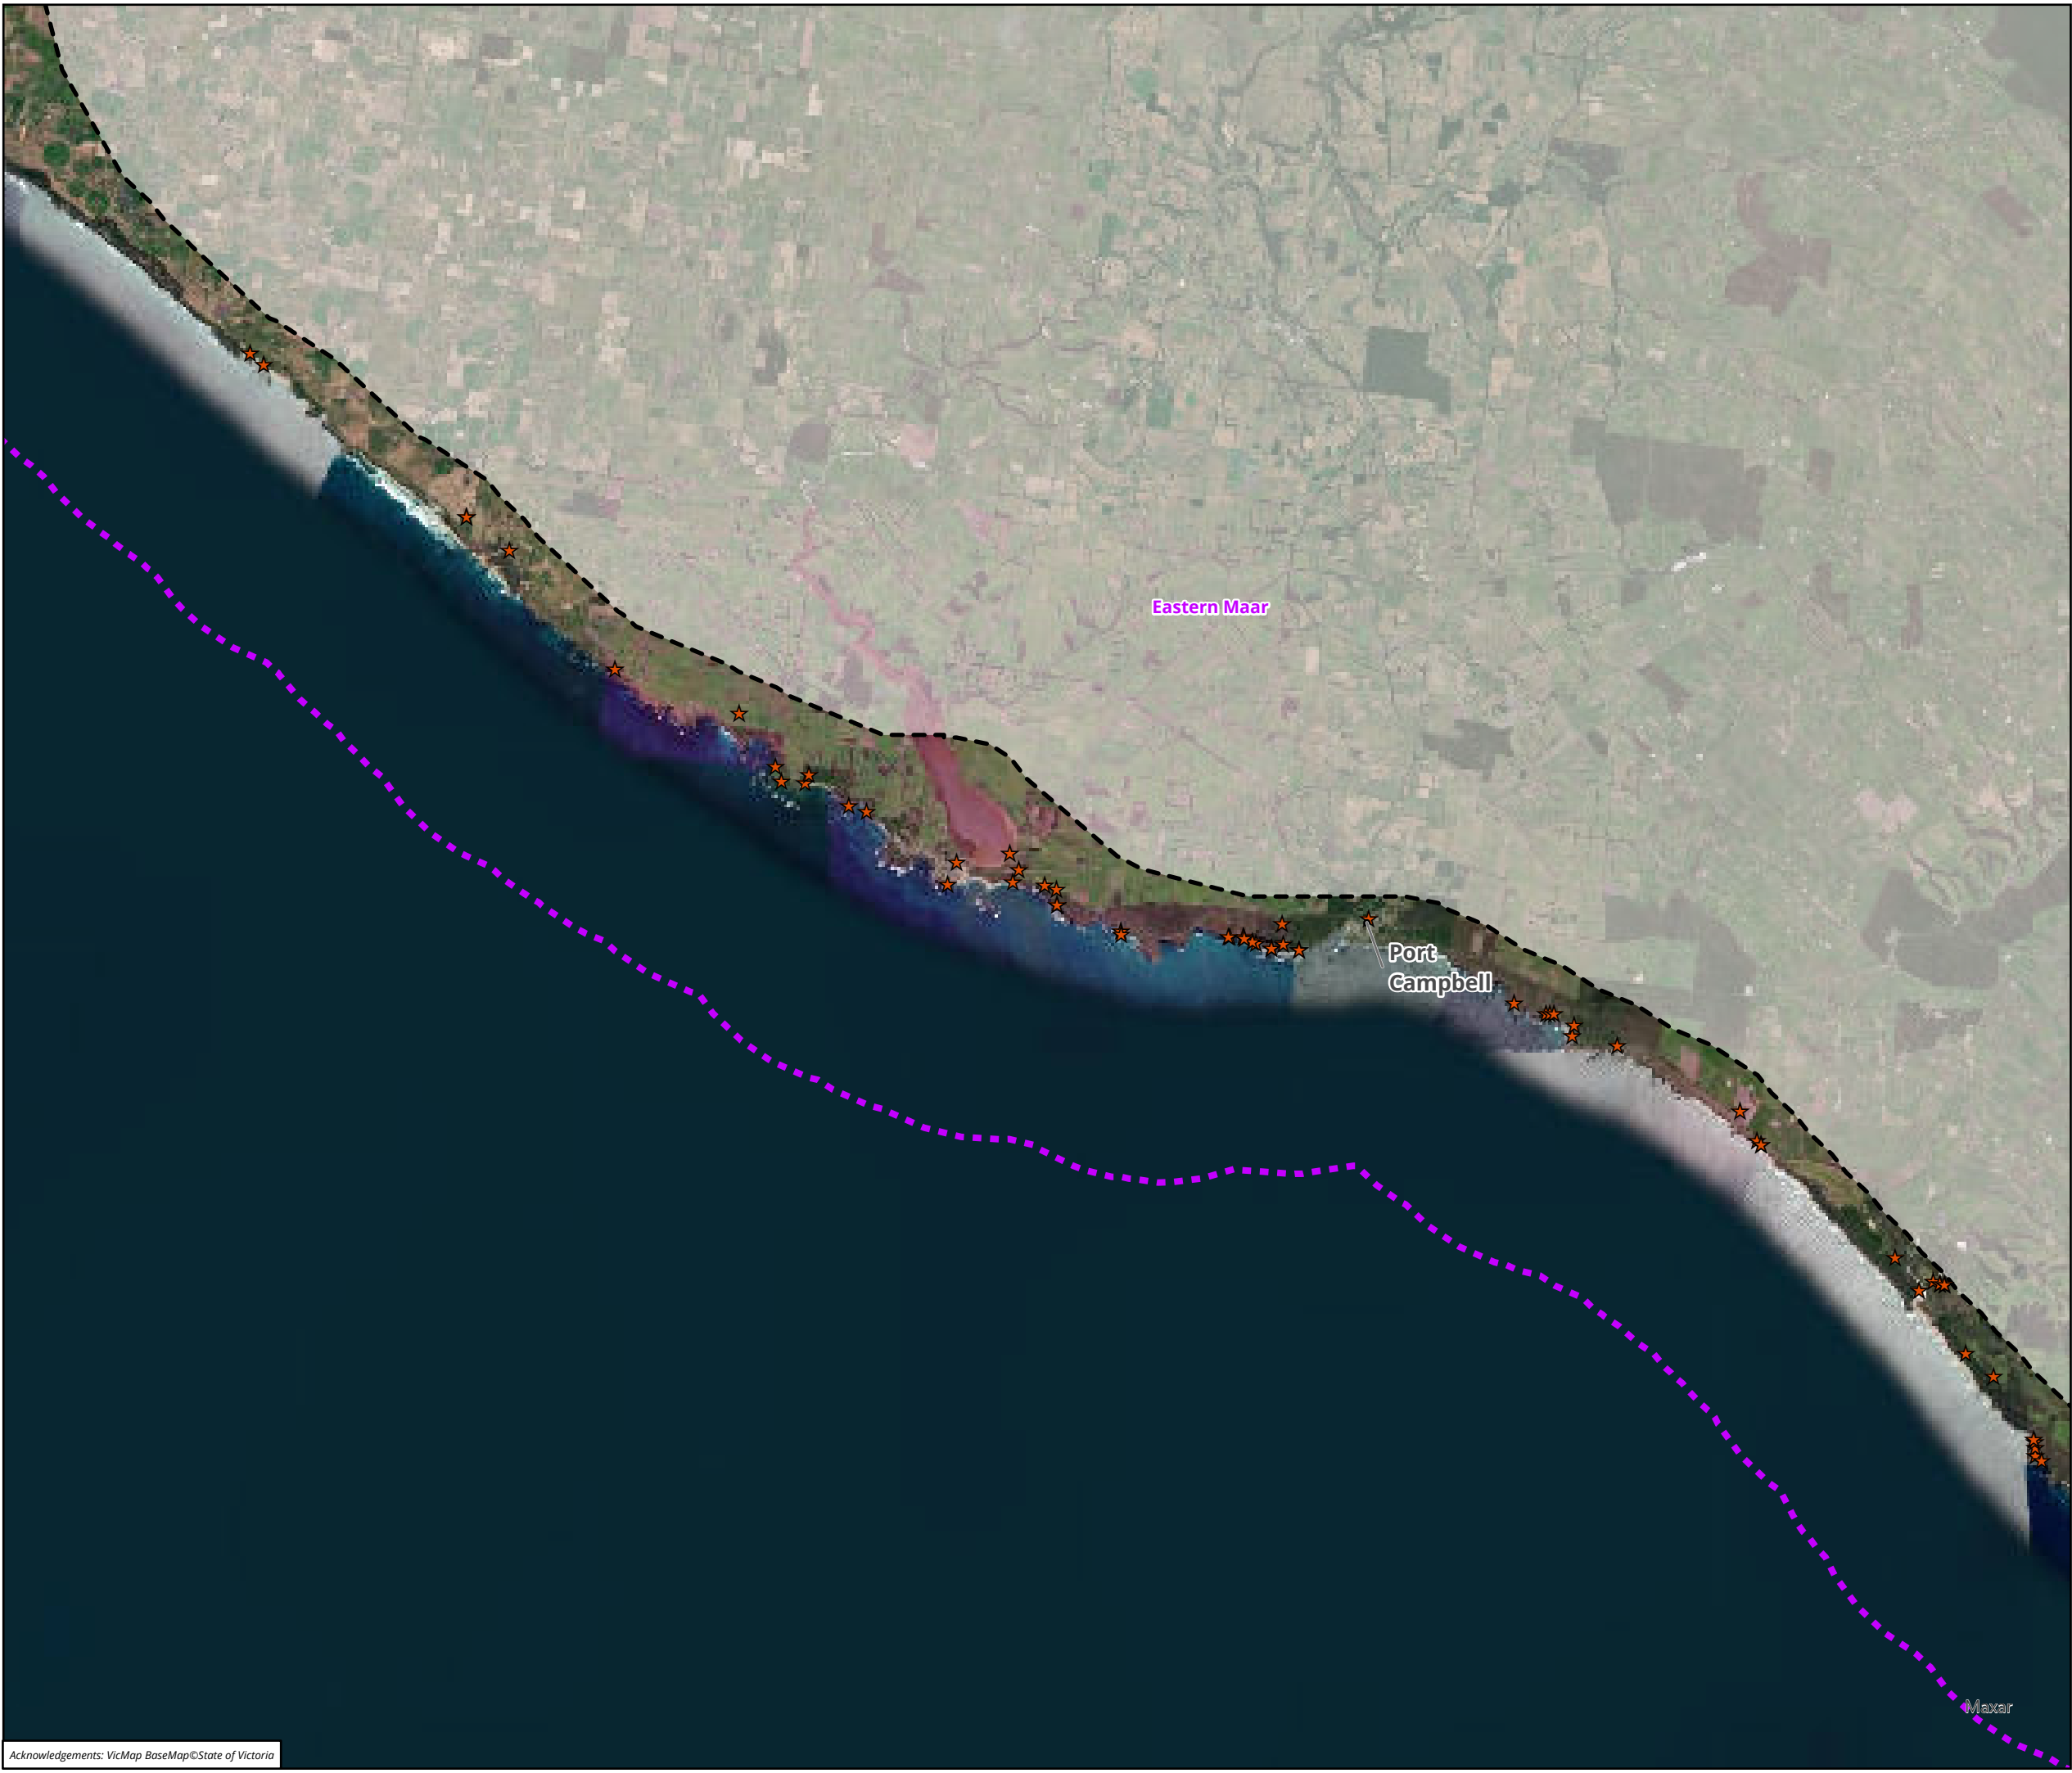 Eastern Maar
Port
Campbell
Maxar
Acknowledgements: VicMap BaseMap©State of Victoria